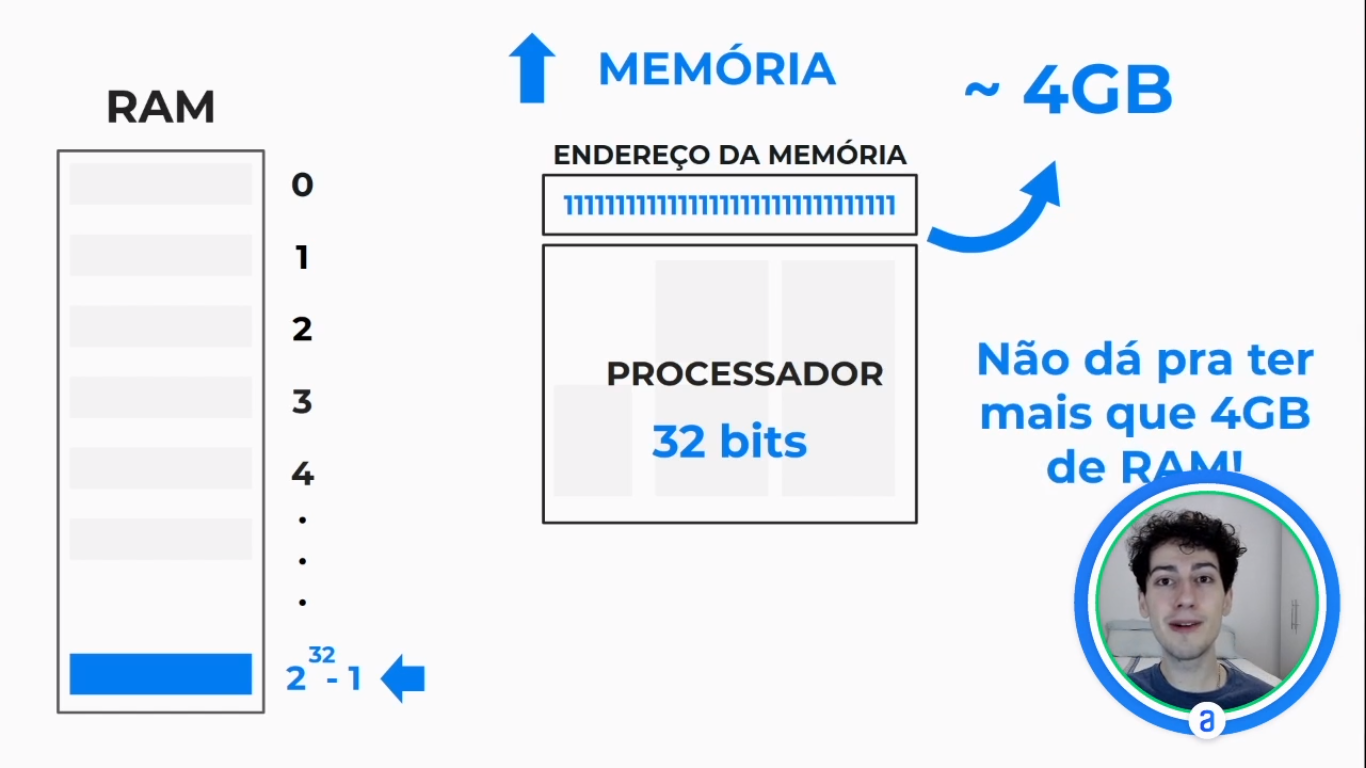 MEMÓRIA
~ 4GB
RAM
ENDEREÇO DA MEMÓRIA
11111111111111111111111111111111
0
1
2
3
4
.
.
.
2³² - 1
PROCESSADOR
32 bits
Não dá pra ter
mais que 4GB
de RAM!
a